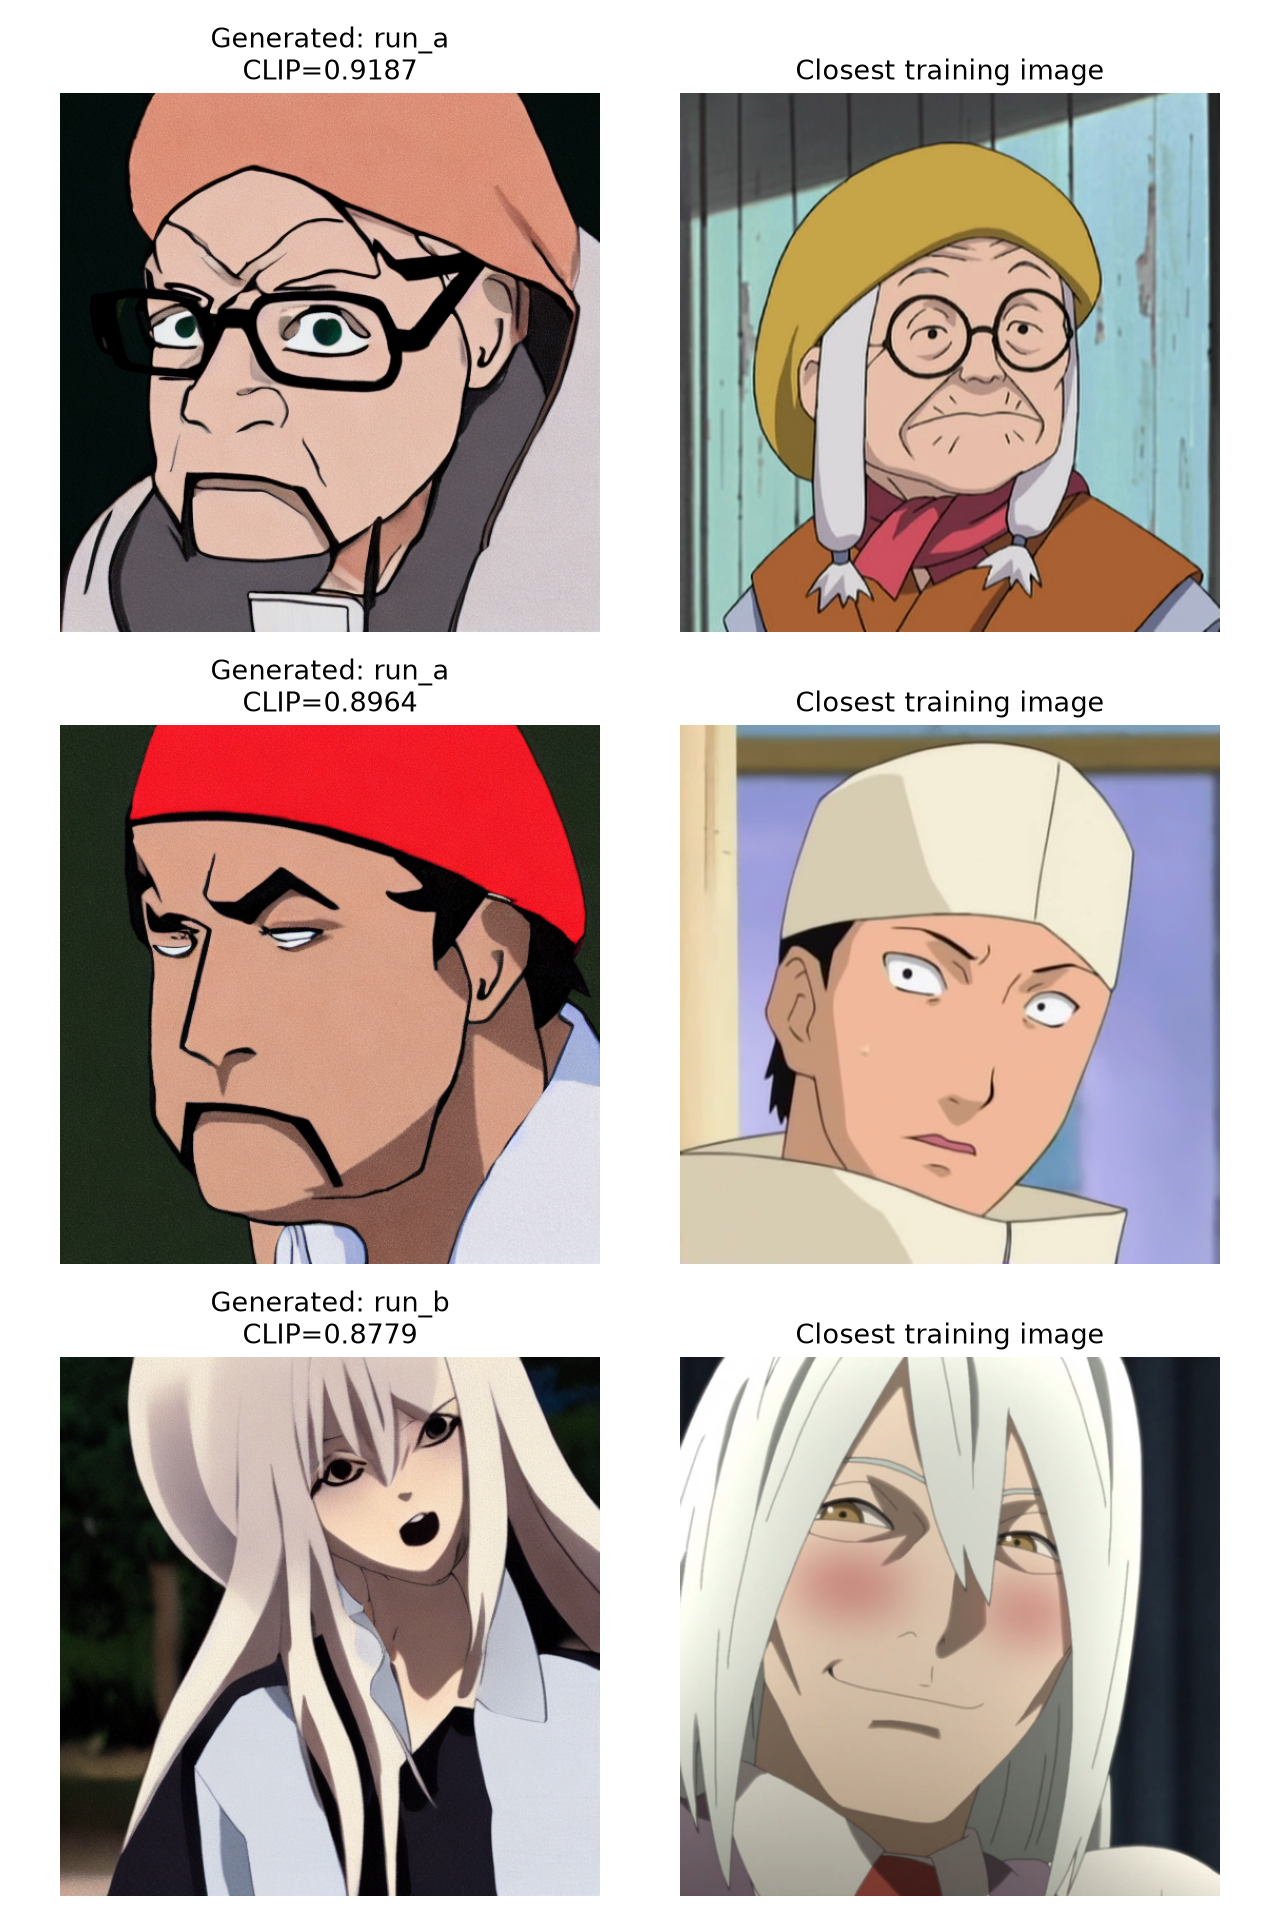 Generated: run_a
CLIP=0.9187
Closest training image
Generated: run_a
CLIP=0.8964
Closest training image
Generated: run_b
CLIP=0.8779
Closest training image